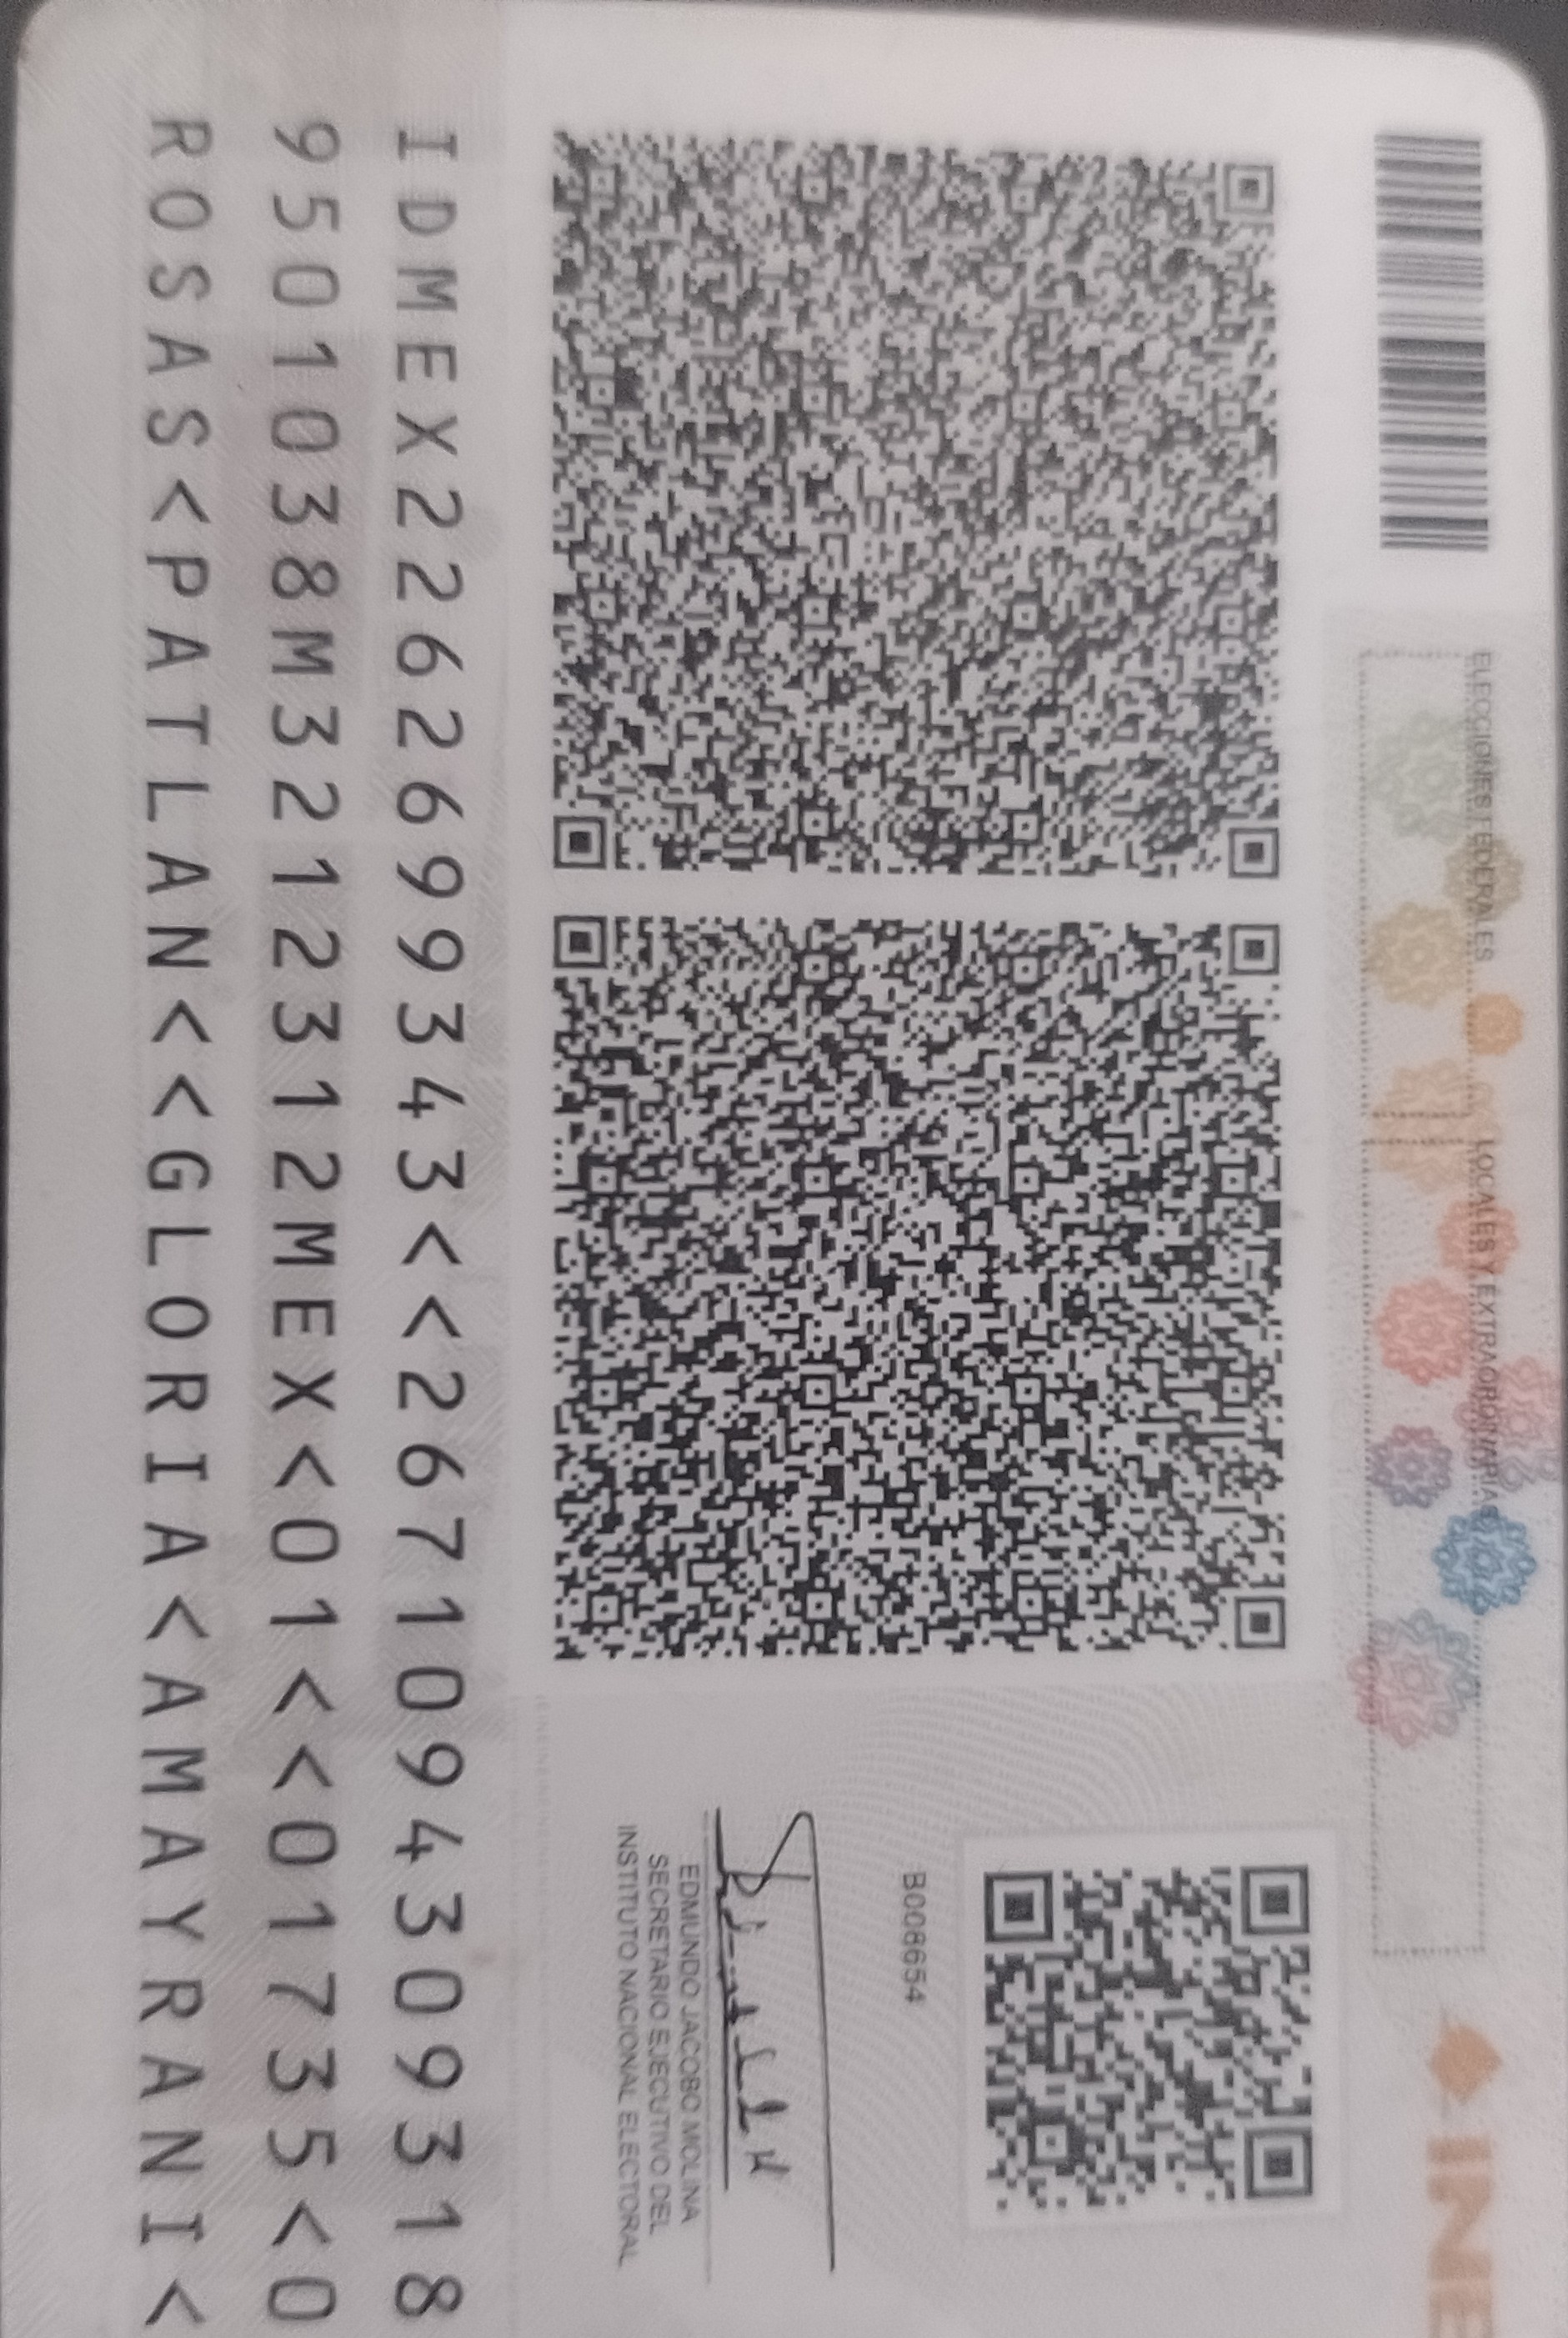 ELECCIONES FEDERALES
LOCALES Y EXTRAORDINARIAS
INE
B008654
EDMUNDO JACOBO MOLINA
SECRETARIO EJECUTIVO DEL
INSTITUTO NACIONAL ELECTORAL
IDMEX2262699343<<2671094309318
9501038M3212312MEX<01<<01735<0
ROSAS<PATLAN<<GLORIA<AMAYRANI<